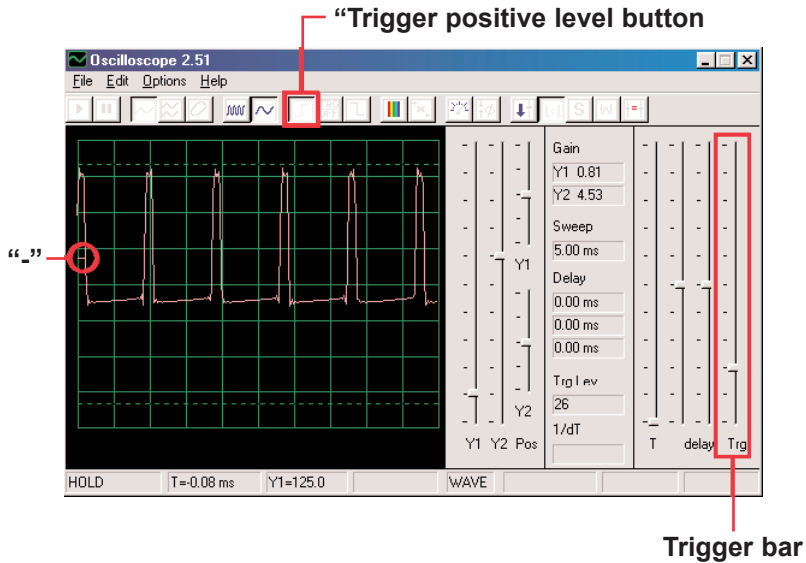 “Trigger positive level button
Oscilloscope 2.51
File Edit Options Help
TRG OFF
[:] S W
Gain
Y1 0.81
Y2 4.53
Sweep
5.00 ms
Delay
0.00 ms
0.00 ms
0.00 ms
Trg Lev
26
1/dT
Y1
Y2
Y1 Y2 Pos
T delay Trg
“-”
HOLD T=-0.08 ms Y1=125.0 WAVE
Trigger bar